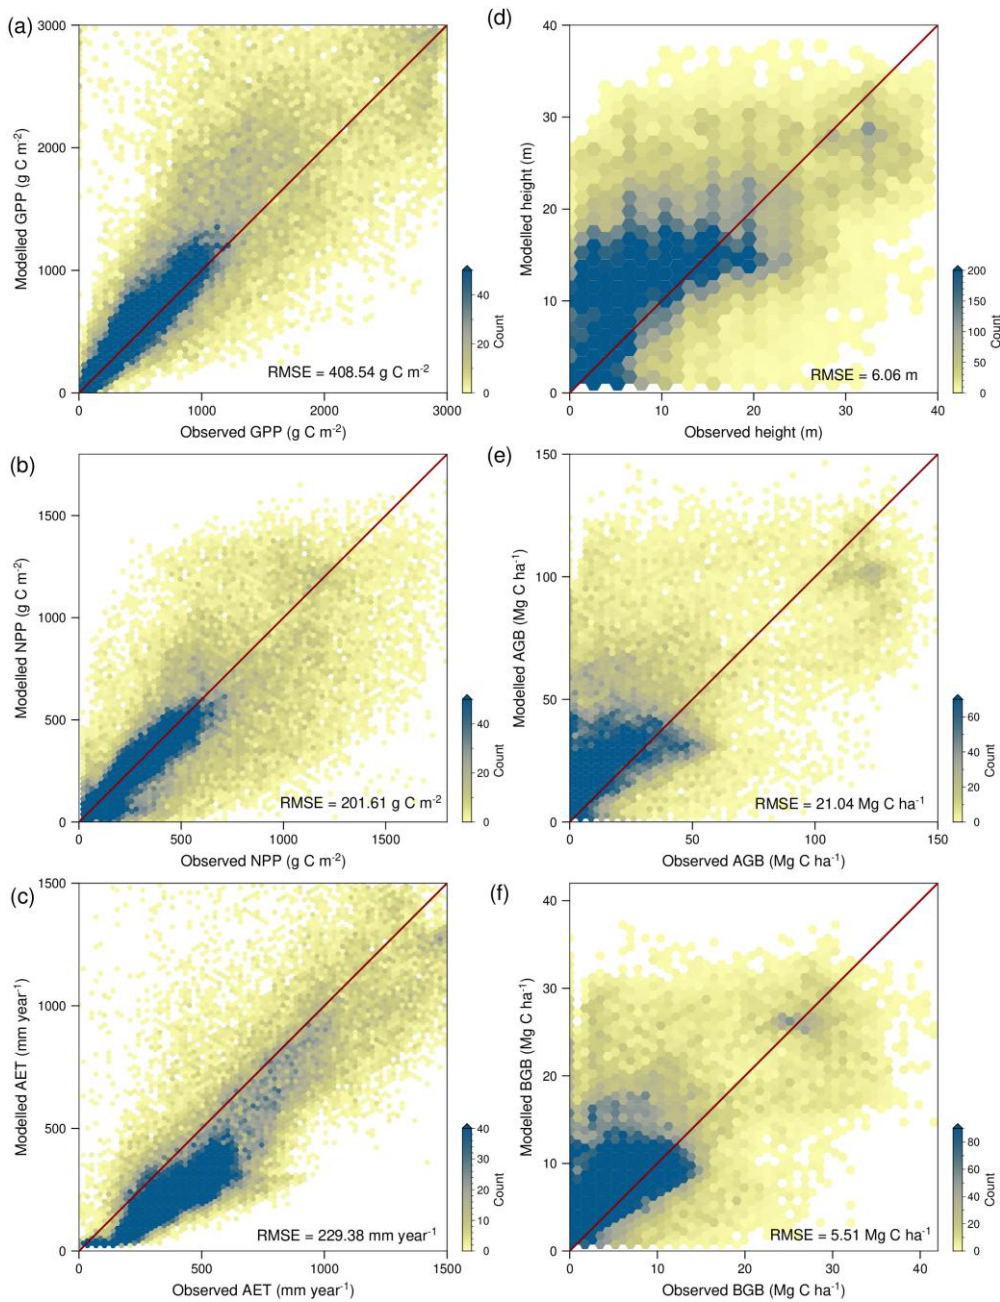 (a)
3000
2000
1000
0
Modelled GPP (g C m⁻²)
0
1000
2000
3000
Observed GPP (g C m⁻²)
RMSE = 408.54 g C m⁻²
40
20
0
Count
(d)
40
30
20
10
0
Modelled height (m)
0
10
20
30
40
Observed height (m)
RMSE = 6.06 m
200
150
100
50
0
Count
(b)
1500
1000
500
0
Modelled NPP (g C m⁻²)
500
1000
1500
Observed NPP (g C m⁻²)
RMSE = 201.61 g C m⁻²
40
20
0
Count
(e)
150
100
50
0
Modelled AGB (Mg C ha⁻¹)
0
50
100
150
Observed AGB (Mg C ha⁻¹)
RMSE = 21.04 Mg C ha⁻¹
60
40
20
0
Count
(c)
1500
1000
500
0
Modelled AET (mm year⁻¹)
0
500
1000
1500
Observed AET (mm year⁻¹)
RMSE = 229.38 mm year⁻¹
40
30
20
10
0
Count
(f)
40
30
20
10
0
Modelled BGB (Mg C ha⁻¹)
0
10
20
30
40
Observed BGB (Mg C ha⁻¹)
RMSE = 5.51 Mg C ha⁻¹
80
60
40
20
0
Count